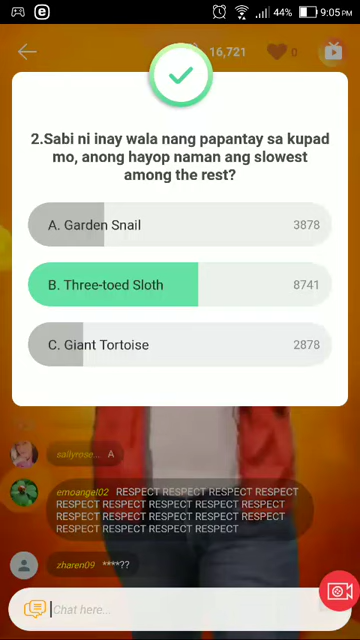 44% 9:05 PM
16,721 0
2.Sabi ni inay wala nang papantay sa kupad
mo, anong hayop naman ang slowest
among the rest?
A. Garden Snail 3878
B. Three-toed Sloth 8741
C. Giant Tortoise 2878
sailyrose... A
emoangel02 RESPECT RESPECT RESPECT RESPECT
RESPECT RESPECT RESPECT RESPECT RESPECT
RESPECT RESPECT RESPECT RESPECT RESPECT
RESPECT RESPECT RESPECT RESPECT
zharen09 ****??
Chat here...